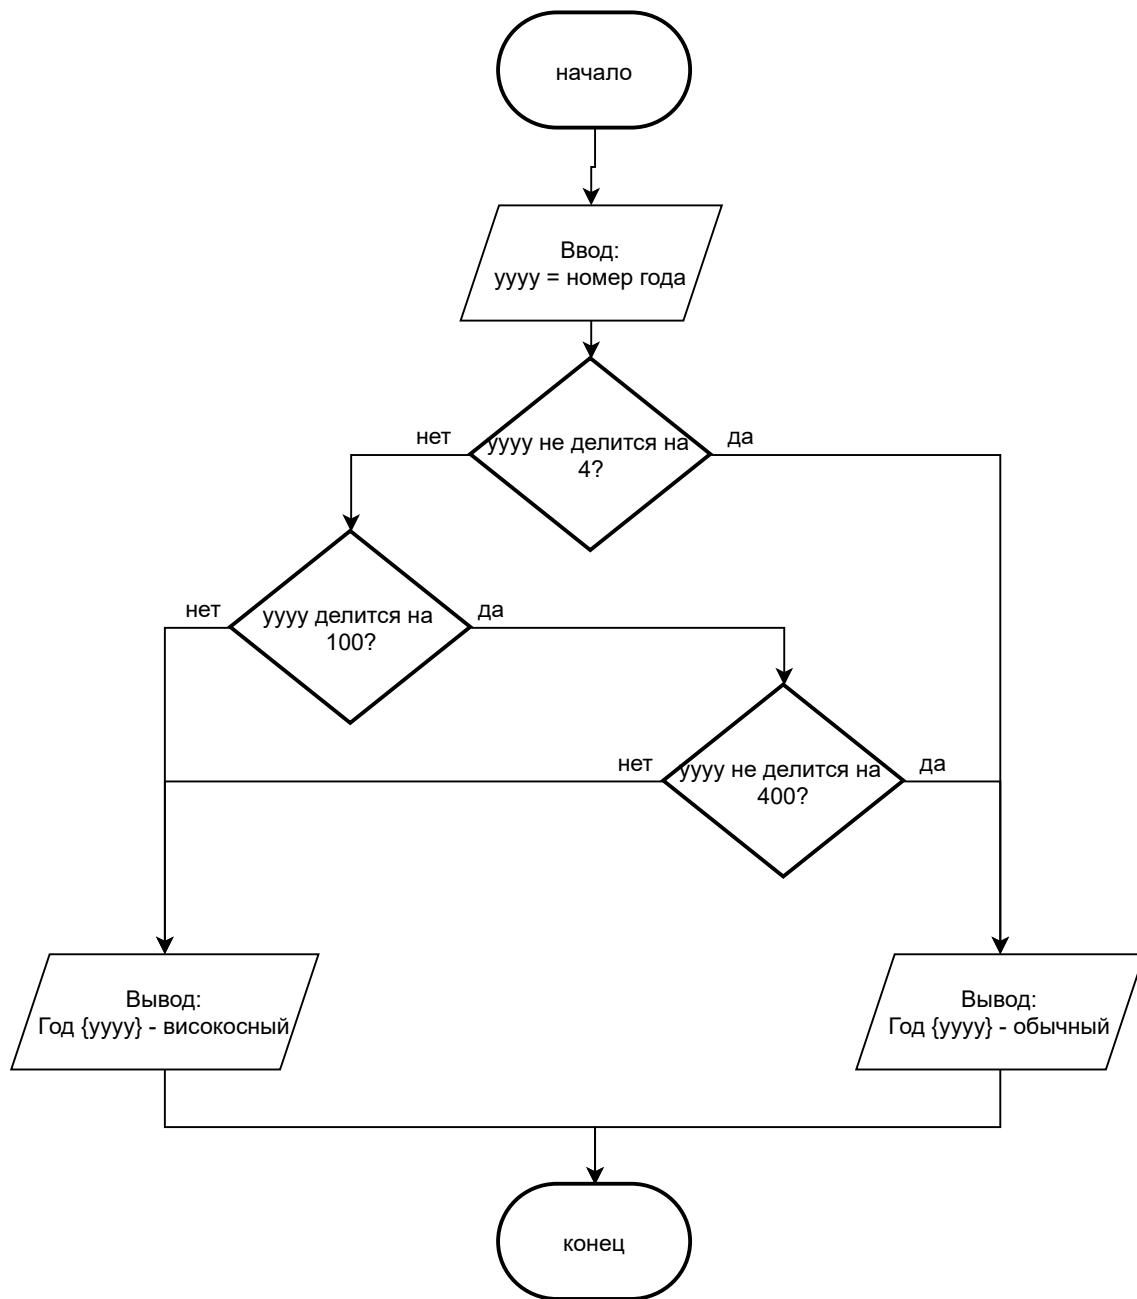 начало
Ввод:
уууу = номер года
нет
уууу не делится на
4?
да
нет
уууу делится на
100?
да
нет
уууу не делится на
400?
да
Вывод:
Год {уууу} - високосный
Вывод:
Год {уууу} - обычный
конец